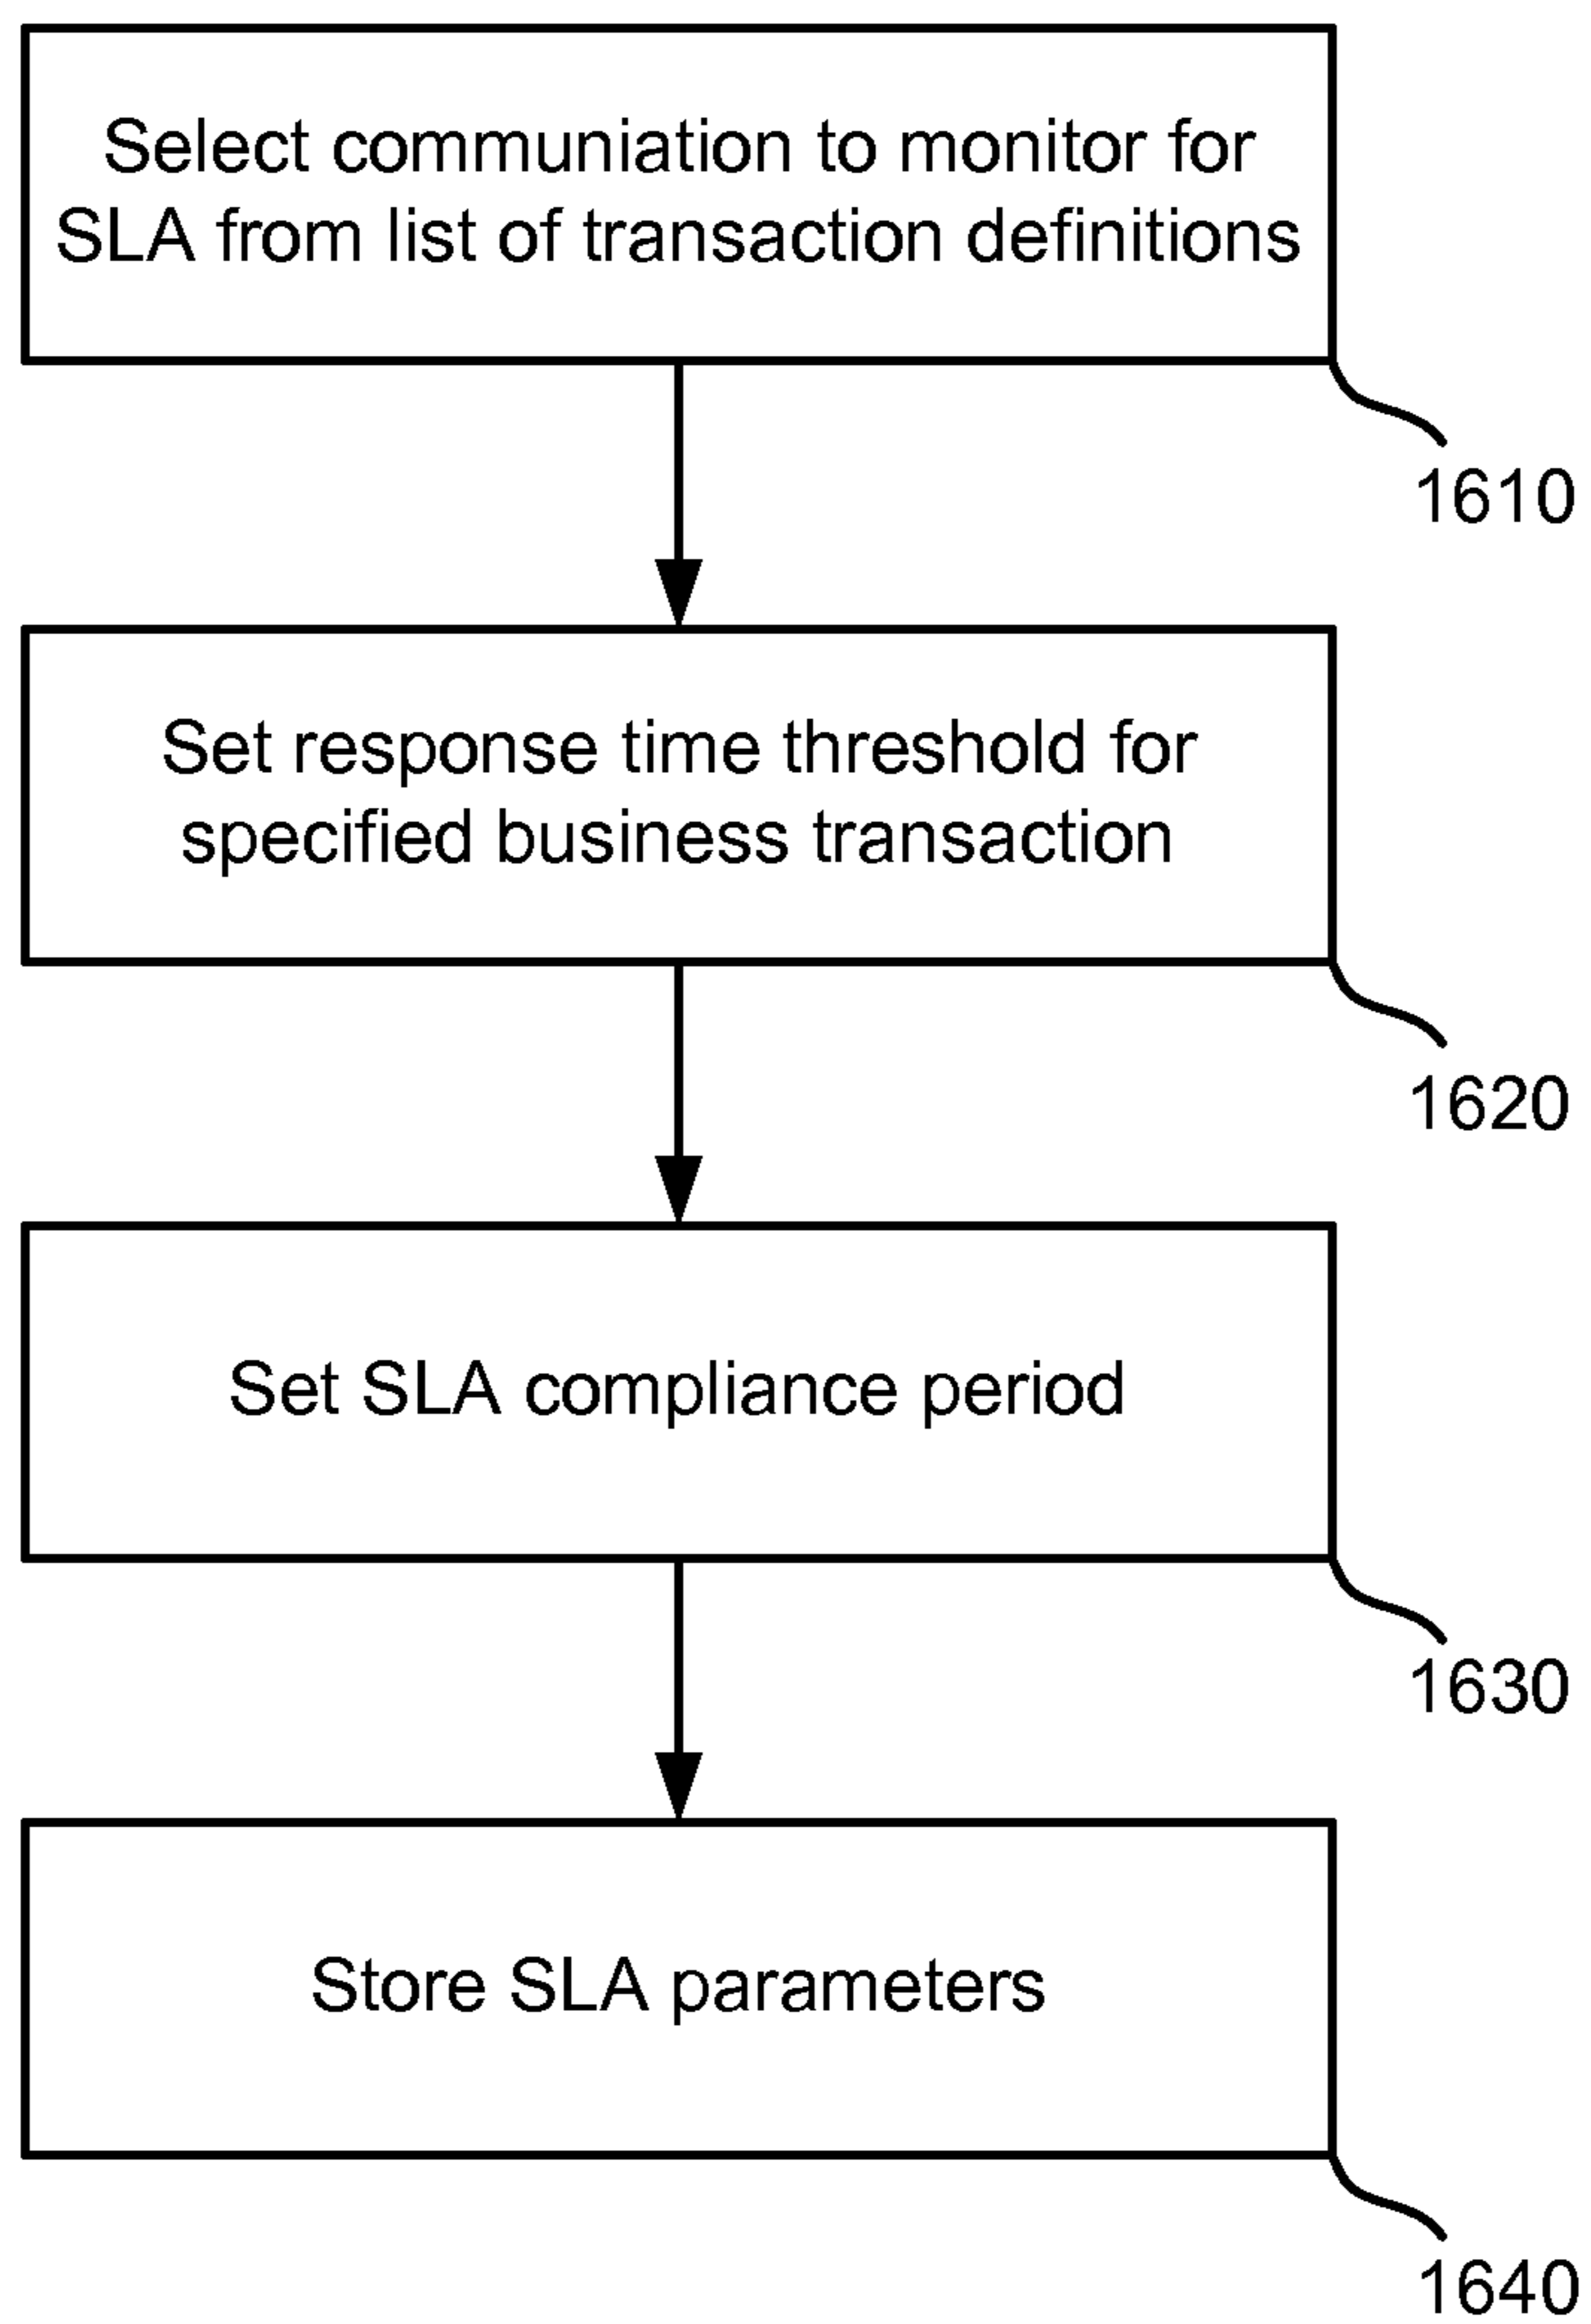 Select communiation to monitor for
SLA from list of transaction definitions
1610
Set response time threshold for
specified business transaction
1620
Set SLA compliance period
1630
Store SLA parameters
1640